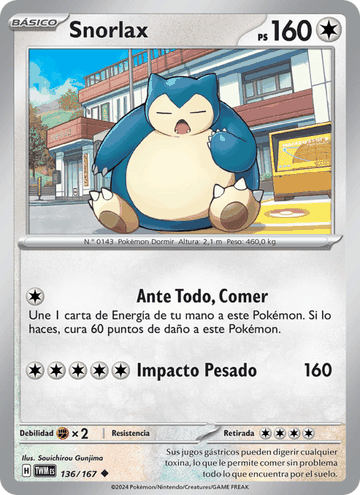 BÁSICO
Snorlax
PS 160
N.º 0143 Pokémon Dormir Altura: 2,1 m Peso: 460,0 kg
Ante Todo, Comer
Une 1 carta de Energía de tu mano a este Pokémon. Si lo
haces, cura 60 puntos de daño a este Pokémon.
Impacto Pesado 160
Debilidad × 2 Resistencia Retirada
Ilus. Souichirou Gunjima
H TWM ES 136/167
Sus jugos gástricos pueden digerir cualquier
toxina, lo que le permite comer sin problema
todo lo que encuentra por el suelo.
©2024 Pokémon/Nintendo/Creatures/GAME FREAK